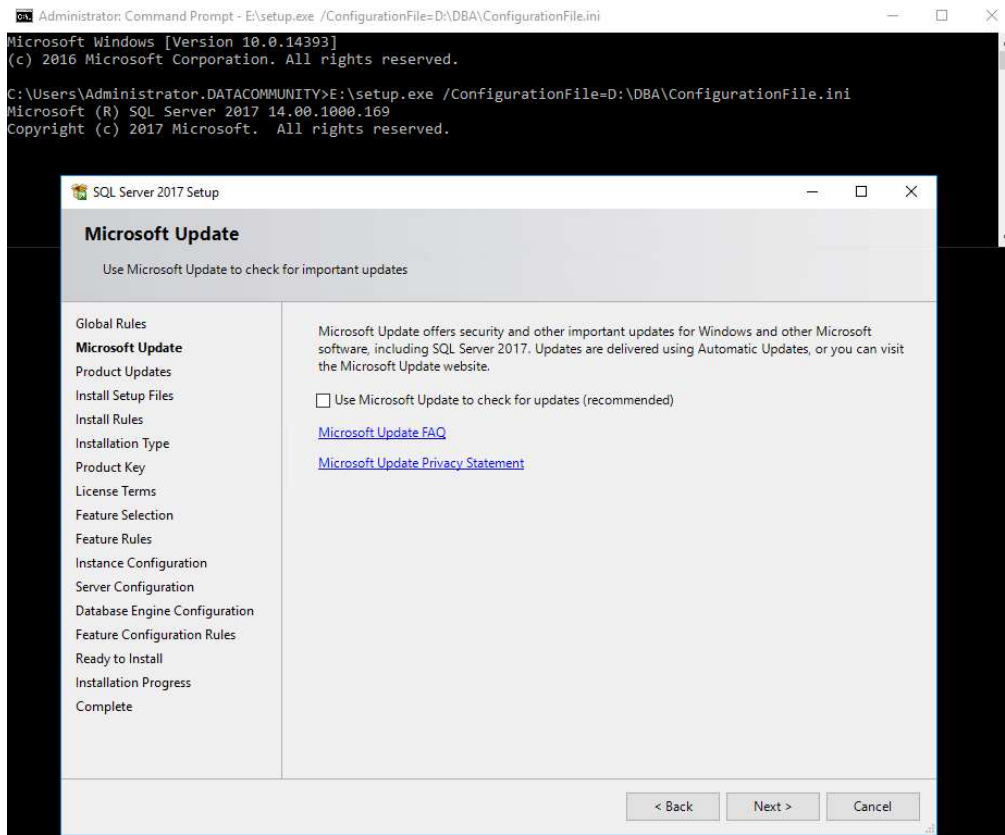 Administrator: Command Prompt - E:\setup.exe /ConfigurationFile=D:\DBA\ConfigurationFile.ini
Microsoft Windows [Version 10.0.14393]
(c) 2016 Microsoft Corporation. All rights reserved.
C:\Users\Administrator.DATACOMMUNITY>E:\setup.exe /ConfigurationFile=D:\DBA\ConfigurationFile.ini
Microsoft (R) SQL Server 2017 14.00.1000.169
Copyright (c) 2017 Microsoft.  All rights reserved.
SQL Server 2017 Setup
Microsoft Update
Use Microsoft Update to check for important updates
Global Rules
Microsoft Update
Product Updates
Install Setup Files
Install Rules
Installation Type
Product Key
License Terms
Feature Selection
Feature Rules
Instance Configuration
Server Configuration
Database Engine Configuration
Feature Configuration Rules
Ready to Install
Installation Progress
Complete
Microsoft Update offers security and other important updates for Windows and other Microsoft
software, including SQL Server 2017. Updates are delivered using Automatic Updates, or you can visit
the Microsoft Update website.
Use Microsoft Update to check for updates (recommended)
Microsoft Update FAQ
Microsoft Update Privacy Statement
< Back
Next >
Cancel